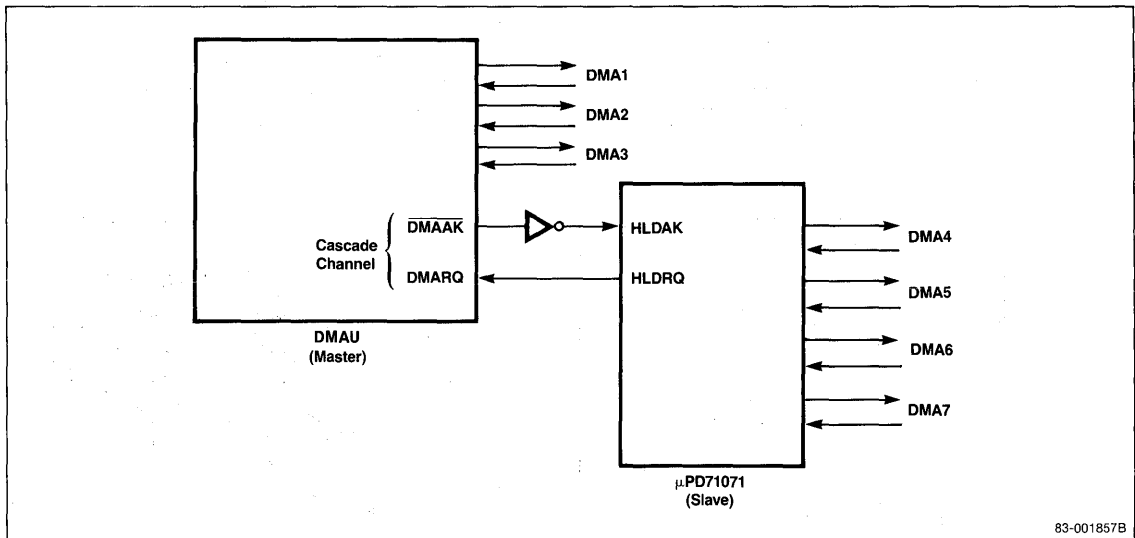 DMA1
DMA2
DMA3
Cascade
Channel
DMAAK
DMARQ
DMAU
(Master)
HLDAK
HLDRQ
DMA4
DMA5
DMA6
DMA7
μPD71071
(Slave)
83-001857B